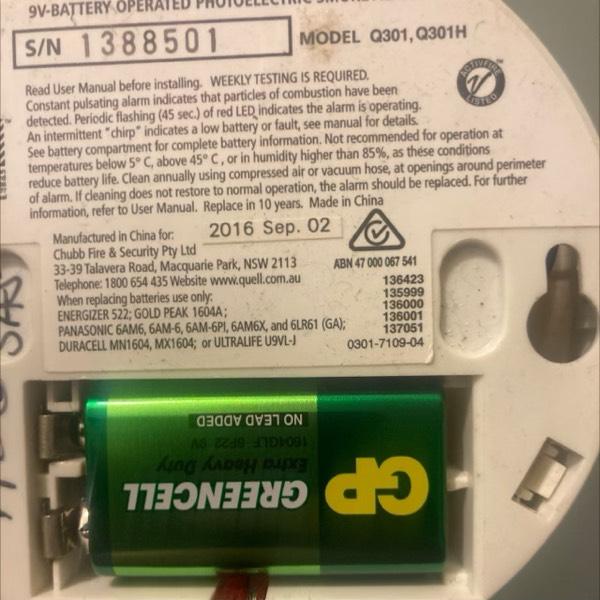 9V-BATTERY OPERATED PHOTOELECTRIC
S/N 1388501
MODEL Q301, Q301H
Read User Manual before installing. WEEKLY TESTING IS REQUIRED.
Constant pulsating alarm indicates that particles of combustion have been
detected. Periodic flashing (45 sec.) of red LED indicates the alarm is operating.
An intermittent "chirp" indicates a low battery or fault, see manual for details.
See battery compartment for complete battery information. Not recommended for operation at
temperatures below 5° C, above 45° C, or in humidity higher than 85%, as these conditions
reduce battery life. Clean annually using compressed air or vacuum hose, at openings around perimeter
of alarm. If cleaning does not restore to normal operation, the alarm should be replaced. For further
information, refer to User Manual. Replace in 10 years. Made in China
ACTIVFIRE
LISTED
Manufactured in China for: 2016 Sep. 02
Chubb Fire & Security Pty Ltd
33-39 Talavera Road, Macquarie Park, NSW 2113
Telephone: 1800 654 435 Website www.quell.com.au
When replacing batteries use only:
ENERGIZER 522; GOLD PEAK 1604A;
PANASONIC 6AM6, 6AM-6, 6AM-6PI, 6AM6X, and 6LR61 (GA);
DURACELL MN1604, MX1604; or ULTRALIFE U9VL-J
ABN 47 000 067 541
136423
135999
136000
136001
137051
0301-7109-04
GP GREENCELL
Extra Heavy Duty
1604GLF 6F22 9V
NO LEAD ADDED